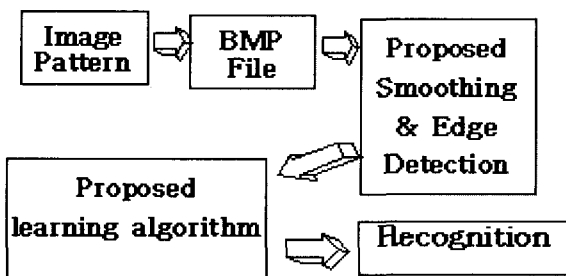 Image
Pattern
BMP
File
Proposed
Smoothing
& Edge
Detection
Proposed
learning algorithm
Recognition